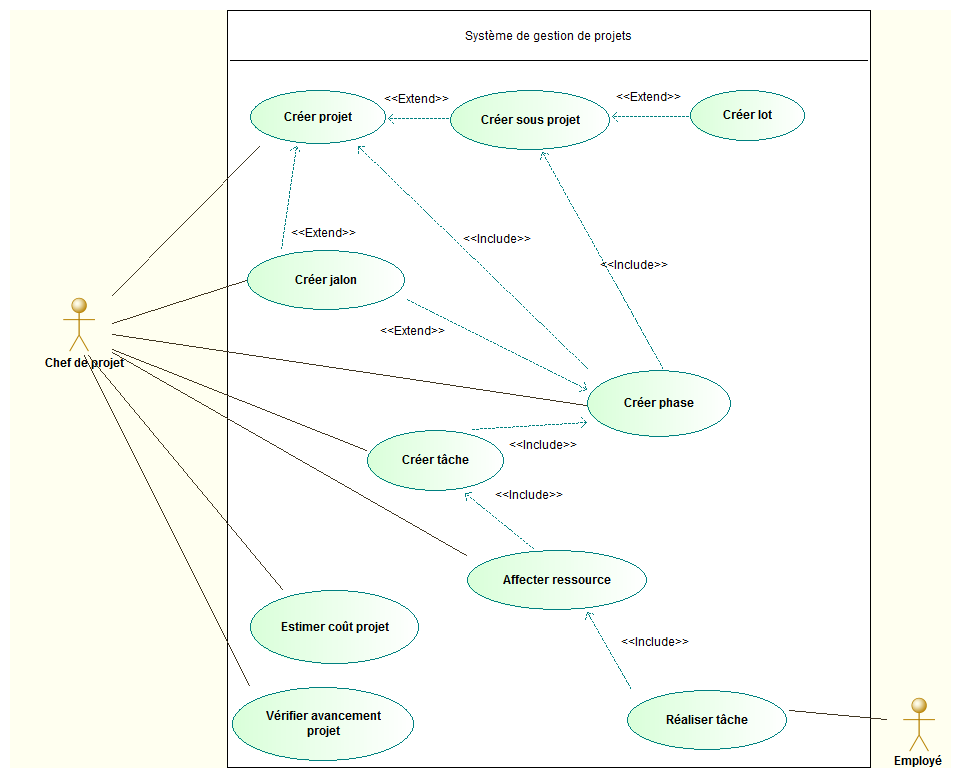 Système de gestion de projets
<<Extend>>
<<Extend>>
Créer projet
Créer sous projet
Créer lot
<<Extend>>
<<Include>>
<<Include>>
Créer jalon
<<Extend>>
Chef de projet
Créer phase
<<Include>>
Créer tâche
<<Include>>
Affecter ressource
Estimer coût projet
<<Include>>
Vérifier avancement
projet
Réaliser tâche
Employé